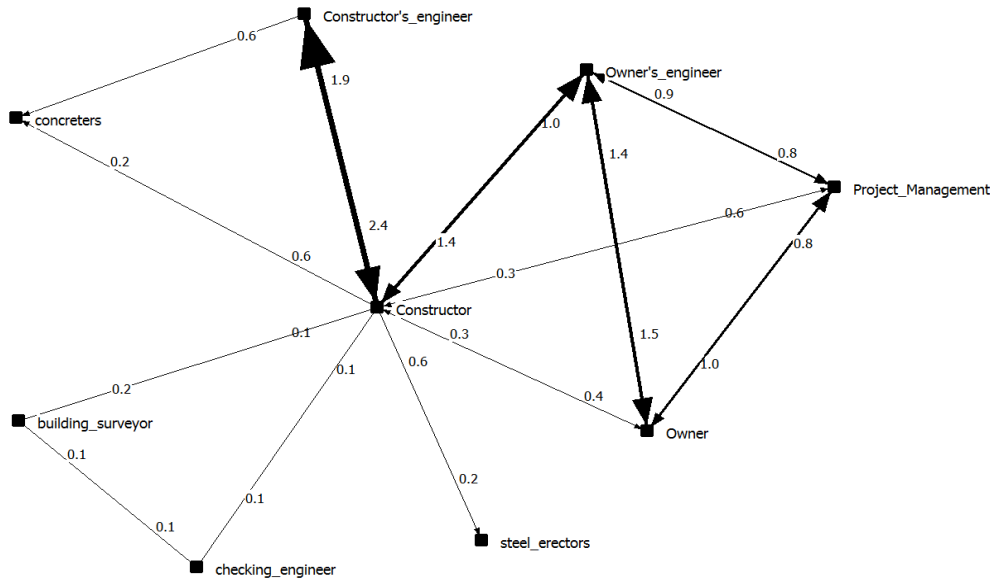 Constructor's_engineer
0.6
1.9
Owner's_engineer
0.9
concreters
1.0
0.2
1.4
0.8
Project_Management
0.6
2.4
1.4
0.8
0.6
0.3
Constructor
0.1
0.3
1.5
0.6
0.1
1.0
0.2
0.4
building_surveyor
Owner
0.1
0.2
0.1
0.1
steel_erectors
checking_engineer